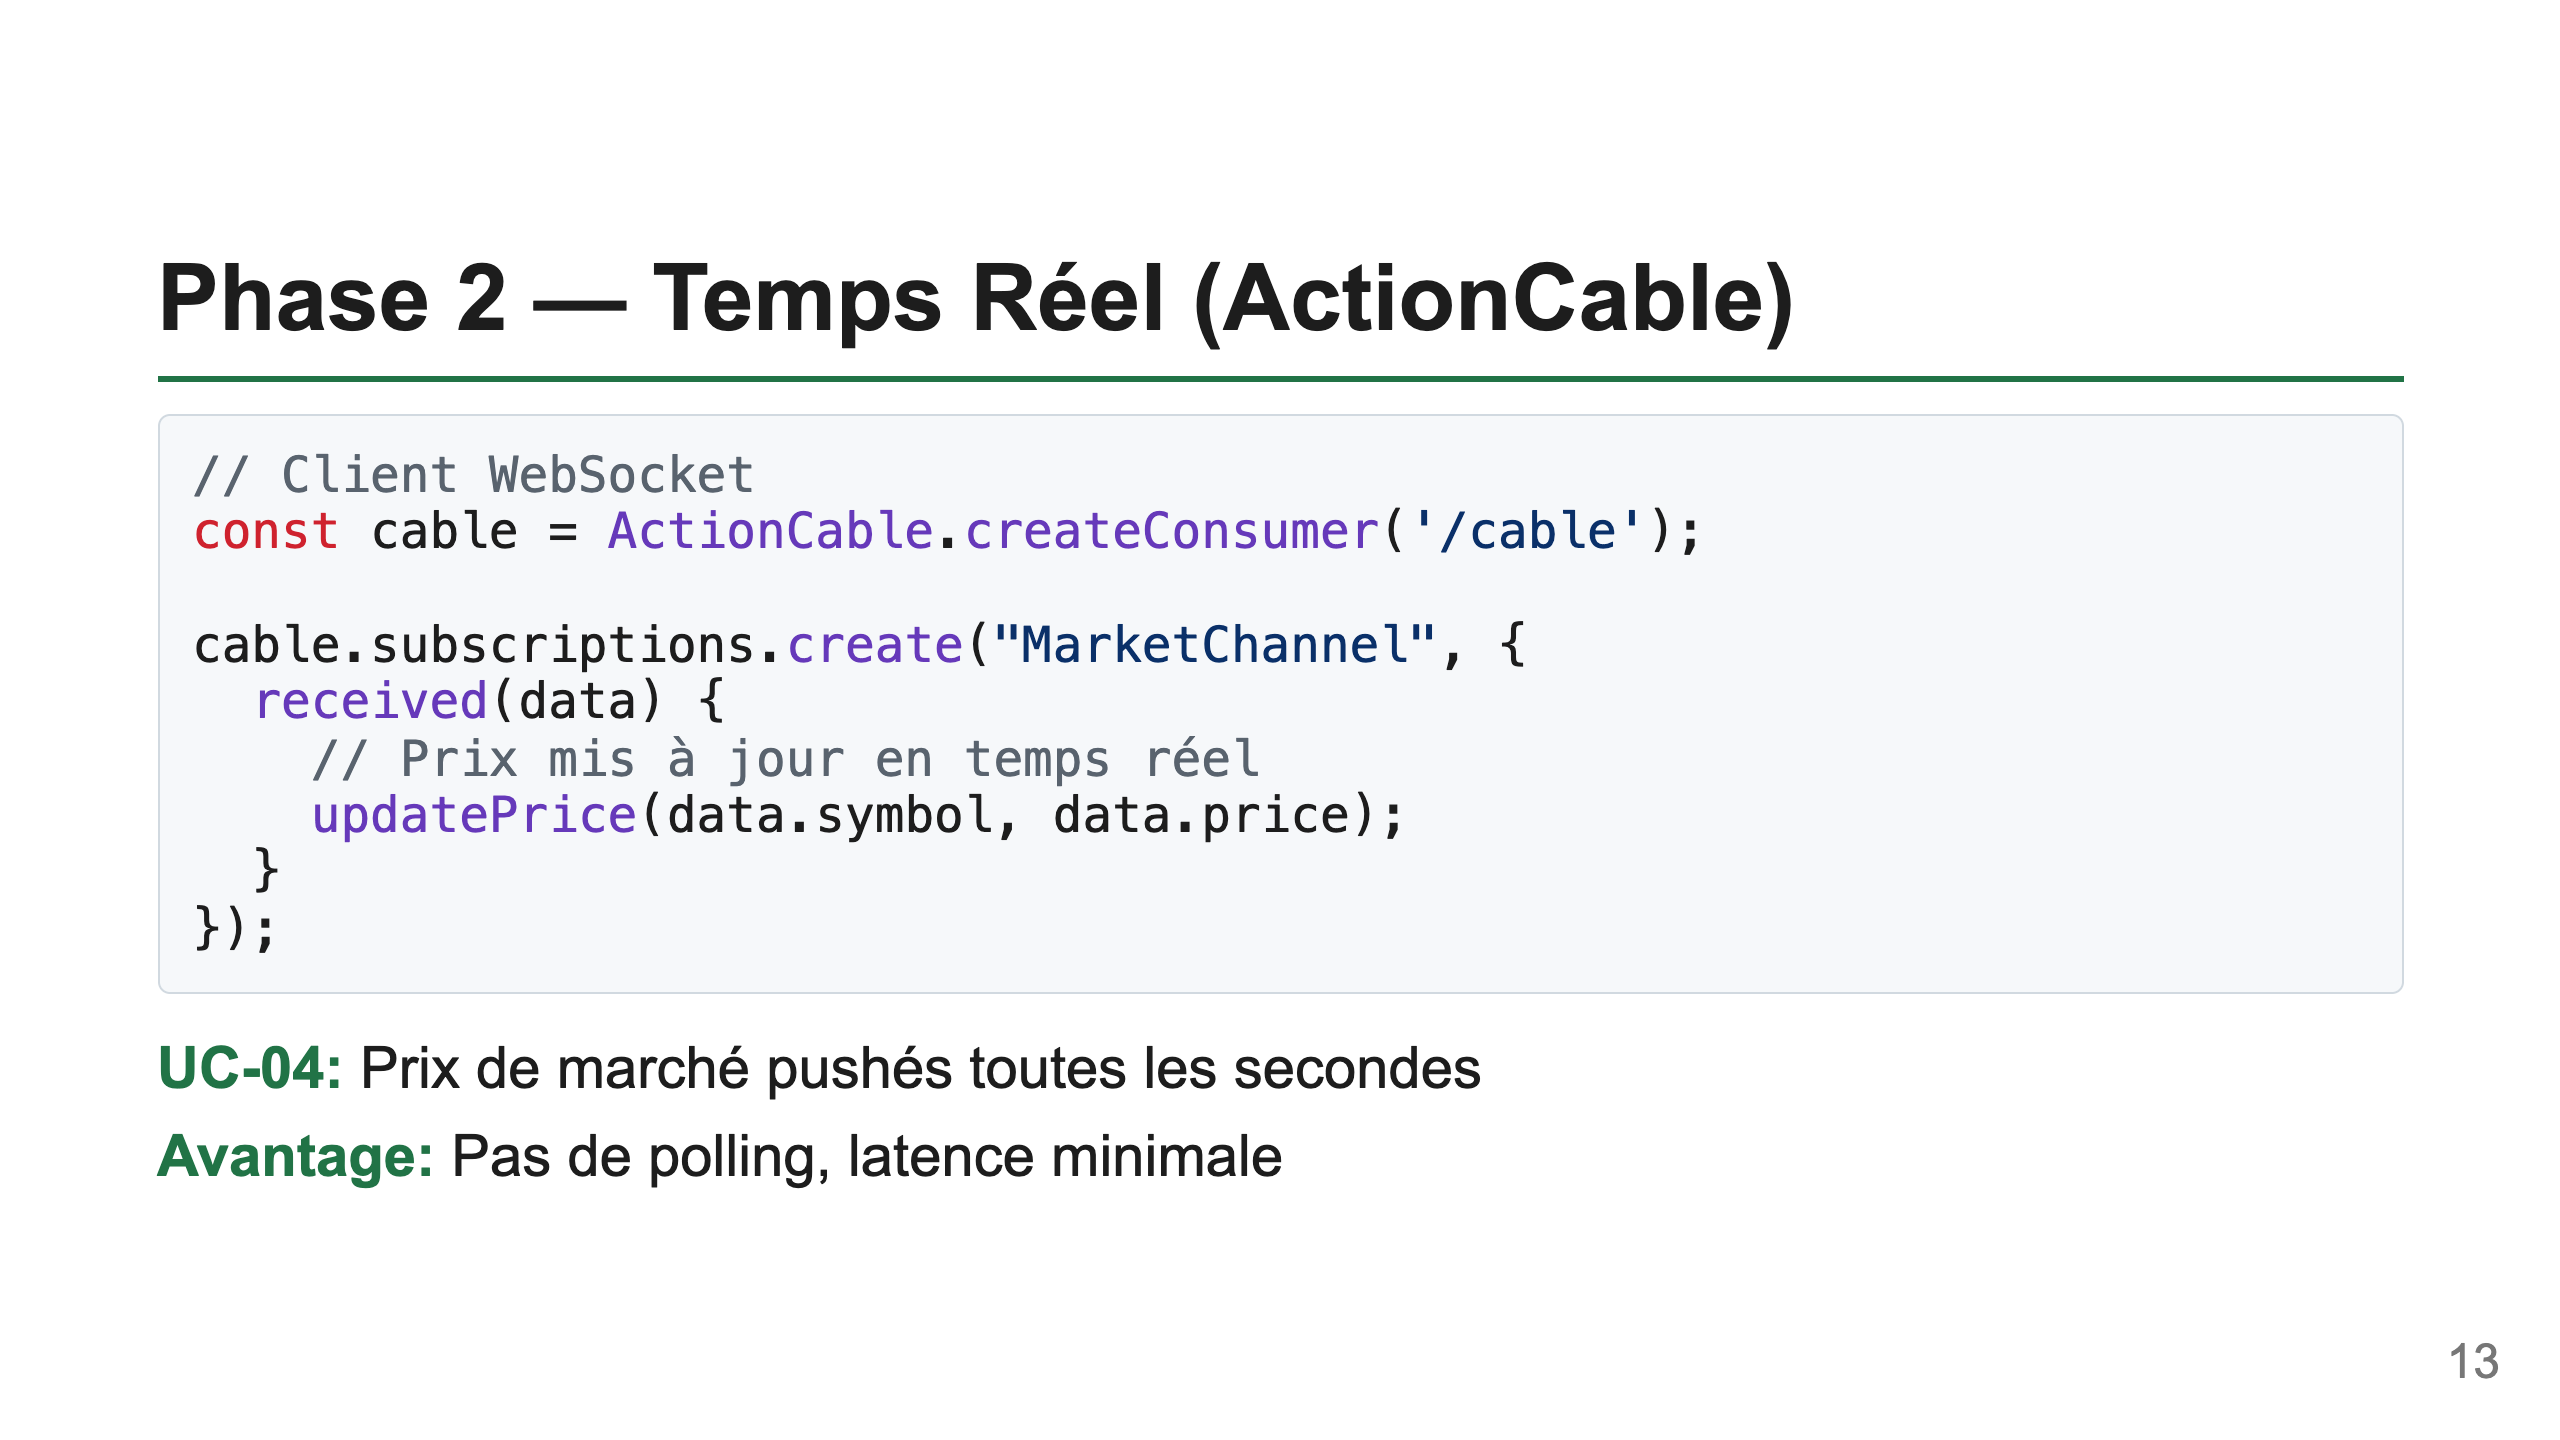 Phase 2 — Temps Réel (ActionCable)
// Client WebSocket
const cable = ActionCable.createConsumer('/cable');

cable.subscriptions.create("MarketChannel", {
  received(data) {
    // Prix mis à jour en temps réel
    updatePrice(data.symbol, data.price);
  }
});
UC-04: Prix de marché pushés toutes les secondes
Avantage: Pas de polling, latence minimale
13